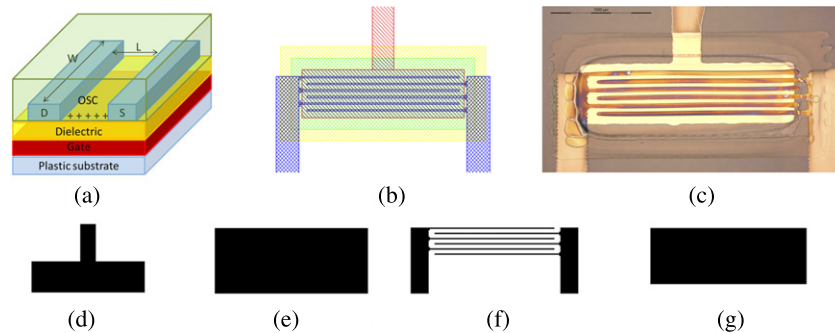 W
L
OSC
D
+ + + + +
S
Dielectric
Gate
Plastic substrate
(a)
(b)
(c)
(d)
(e)
(f)
(g)